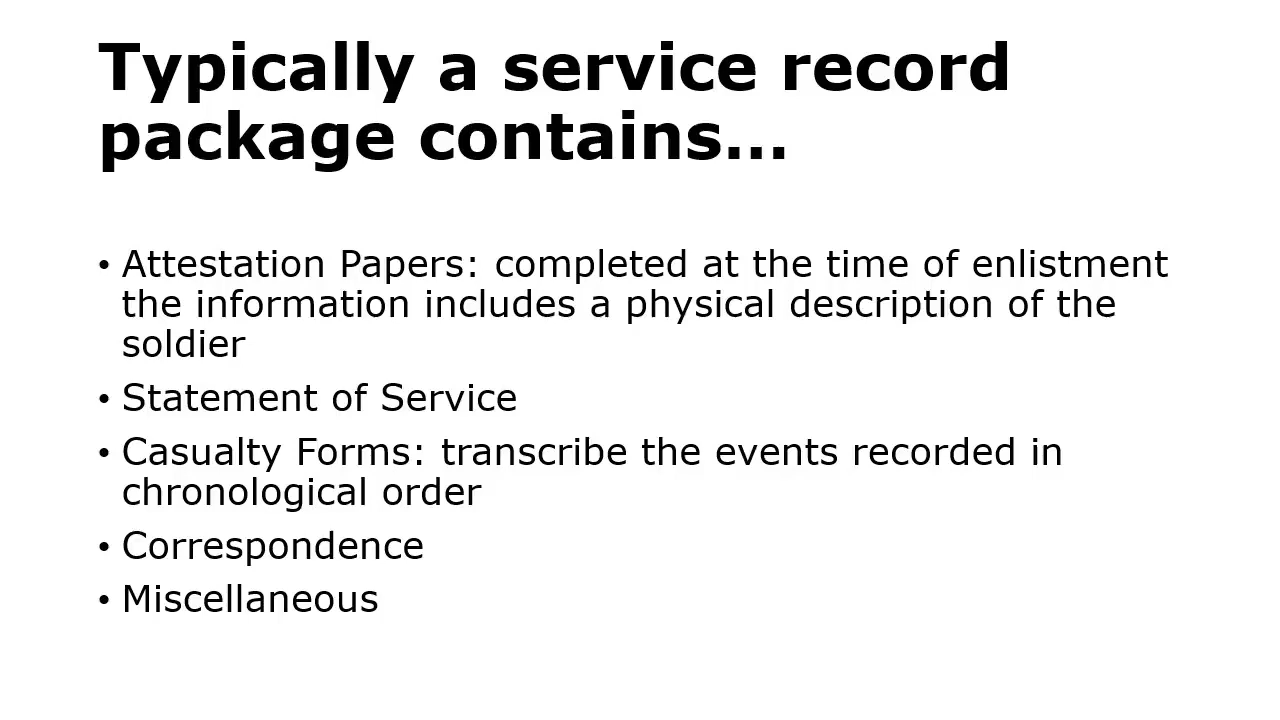 Typically a service record
package contains...
• Attestation Papers: completed at the time of enlistment
the information includes a physical description of the
soldier
• Statement of Service
• Casualty Forms: transcribe the events recorded in
chronological order
• Correspondence
• Miscellaneous